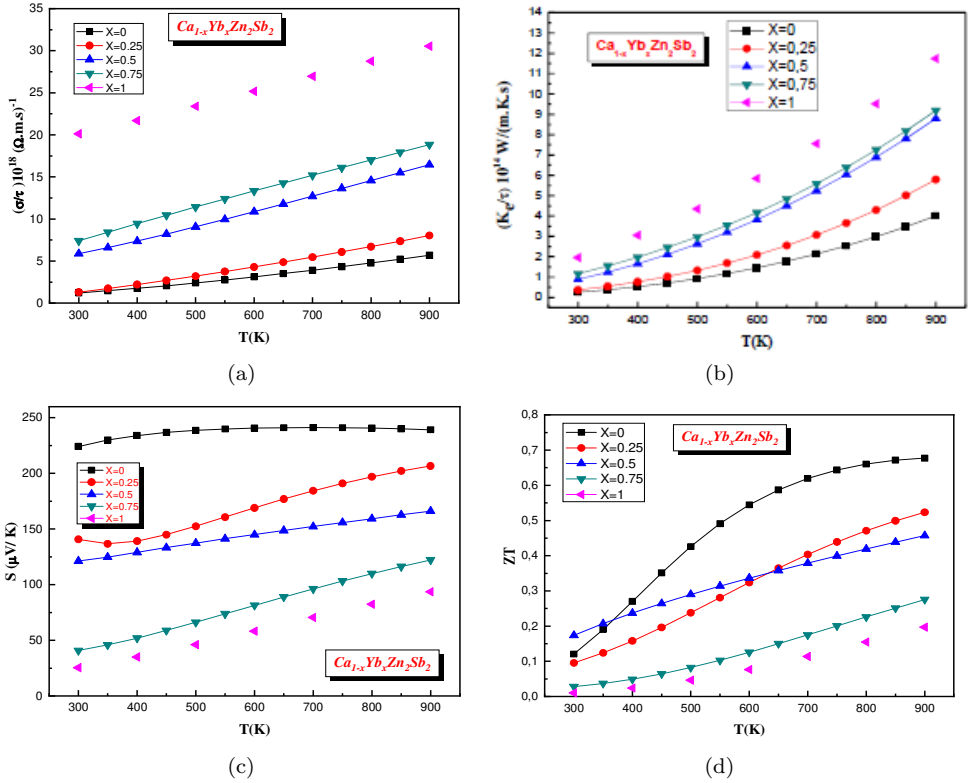 35
30
25
20
15
10
5
0
(σ/τ )10¹⁸ (Ω.m.s)⁻¹
X=0
X=0.25
X=0.5
X=0.75
X=1
Ca₁₋ₓYbₓZn₂Sb₂
300 400 500 600 700 800 900
T(K)
(a)
14
13
12
11
10
9
8
7
6
5
4
3
2
1
0
(Kₑ/τ) 10¹⁴ W/(m.K.s)
Ca₁₋ₓYbₓZn₂Sb₂
X=0
X=0,25
X=0,5
X=0,75
X=1
300 400 500 600 700 800 900
T(K)
(b)
250
200
150
100
50
0
S (μV/ K)
X=0
X=0.25
X=0.5
X=0.75
X=1
Ca₁₋ₓYbₓZn₂Sb₂
300 400 500 600 700 800 900
T(K)
(c)
0,8
0,7
0,6
0,5
0,4
0,3
0,2
0,1
0,0
ZT
X=0
X=0.25
X=0.5
X=0.75
X=1
Ca₁₋ₓYbₓZn₂Sb₂
300 400 500 600 700 800 900
T(K)
(d)